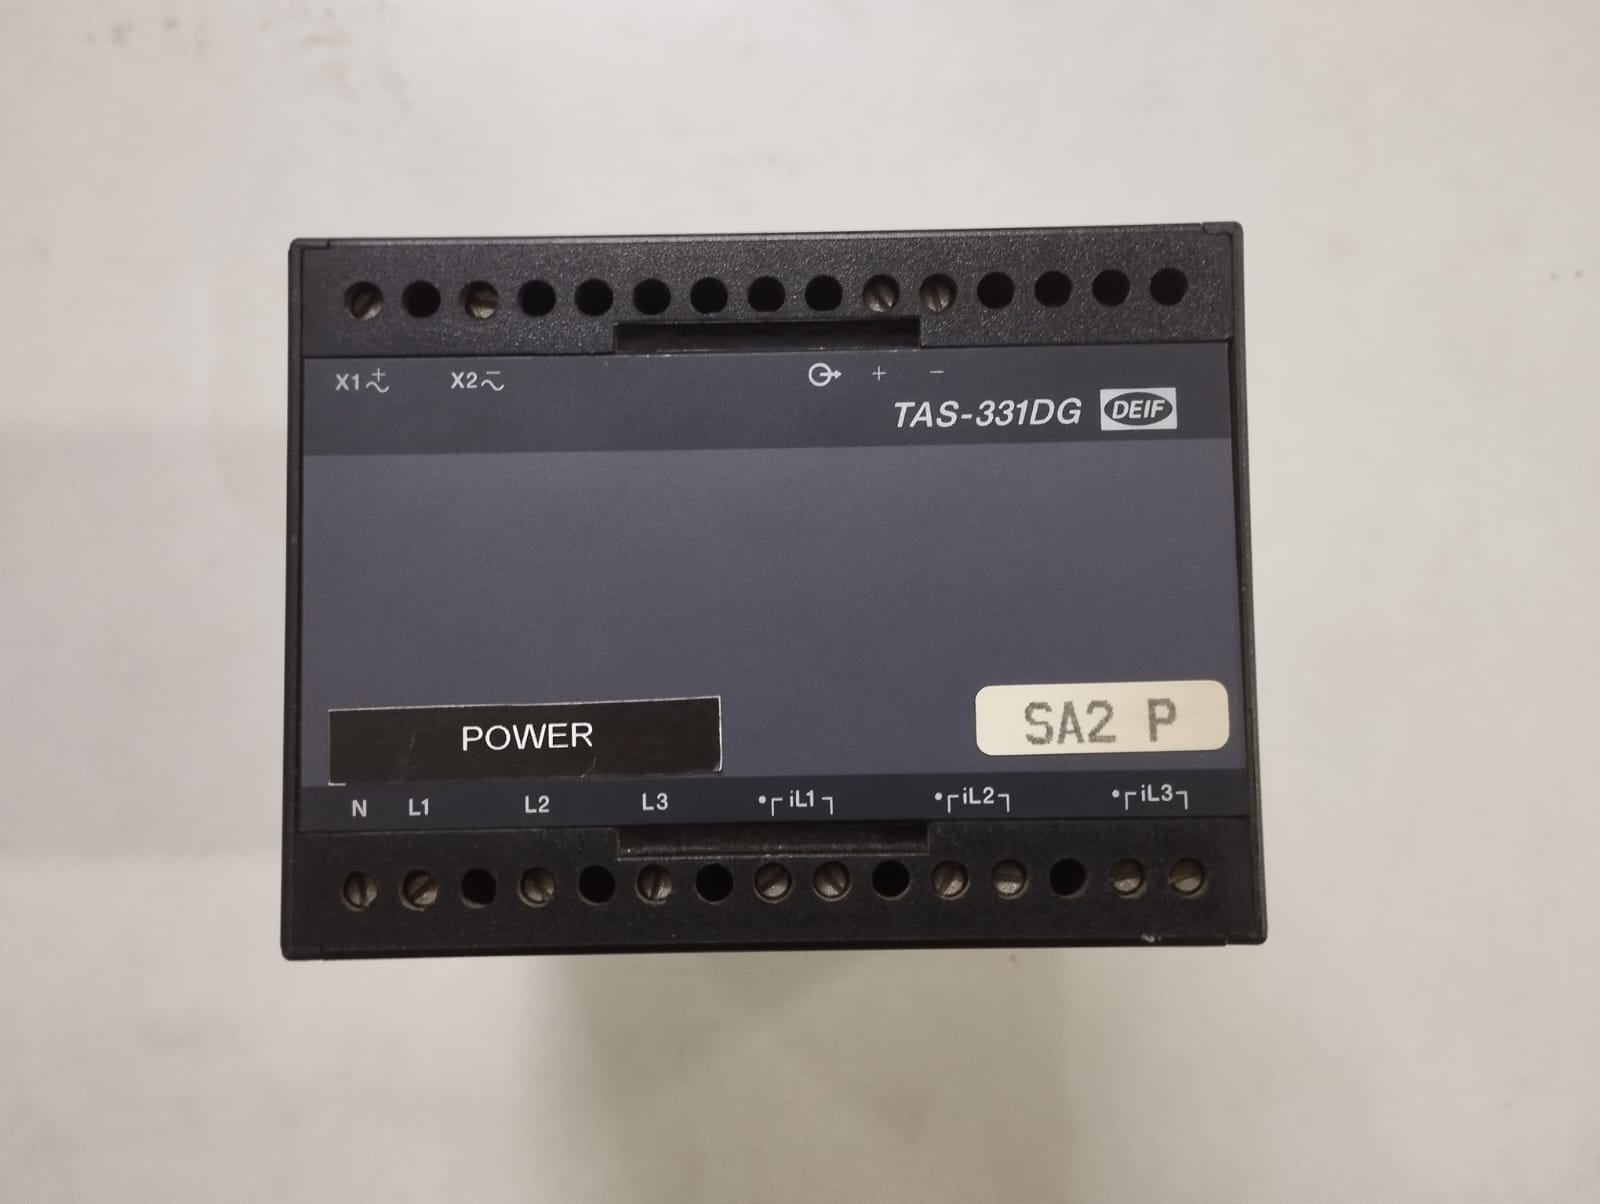 X1 X2 + −
TAS-331DG DEIF
POWER
SA2 P
N L1 L2 L3 iL1 iL2 iL3